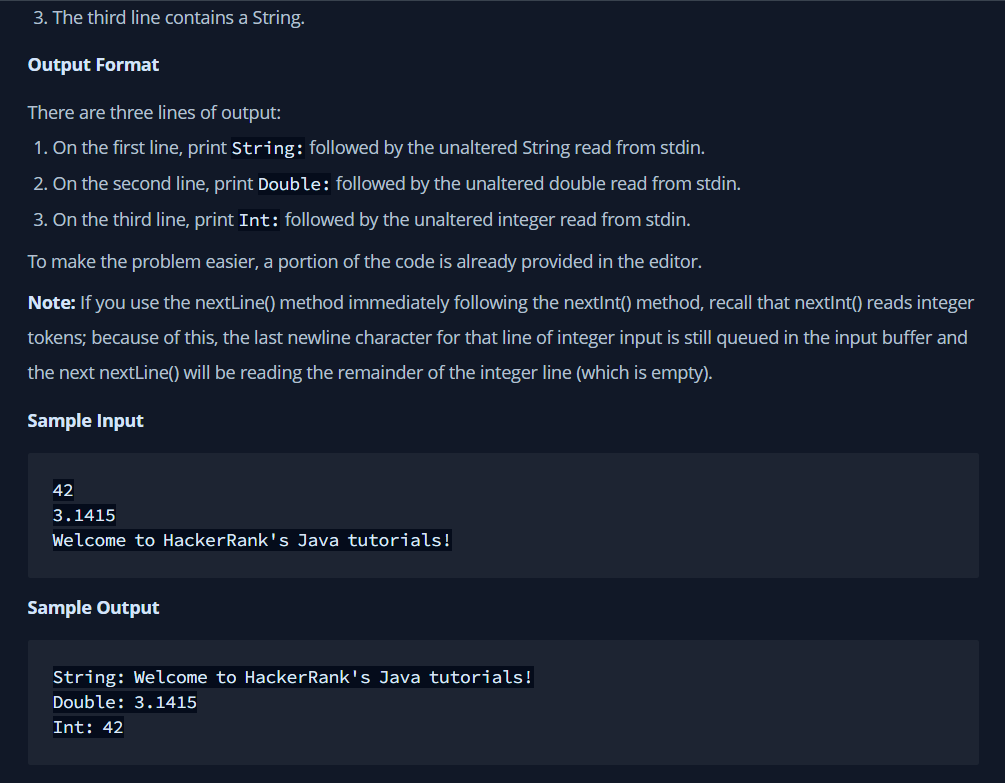 3. The third line contains a String.
Output Format
There are three lines of output:
1. On the first line, print String: followed by the unaltered String read from stdin.
2. On the second line, print Double: followed by the unaltered double read from stdin.
3. On the third line, print Int: followed by the unaltered integer read from stdin.
To make the problem easier, a portion of the code is already provided in the editor.
Note: If you use the nextLine() method immediately following the nextInt() method, recall that nextInt() reads integer
tokens; because of this, the last newline character for that line of integer input is still queued in the input buffer and
the next nextLine() will be reading the remainder of the integer line (which is empty).
Sample Input
42
3.1415
Welcome to HackerRank's Java tutorials!
Sample Output
String: Welcome to HackerRank's Java tutorials!
Double: 3.1415
Int: 42